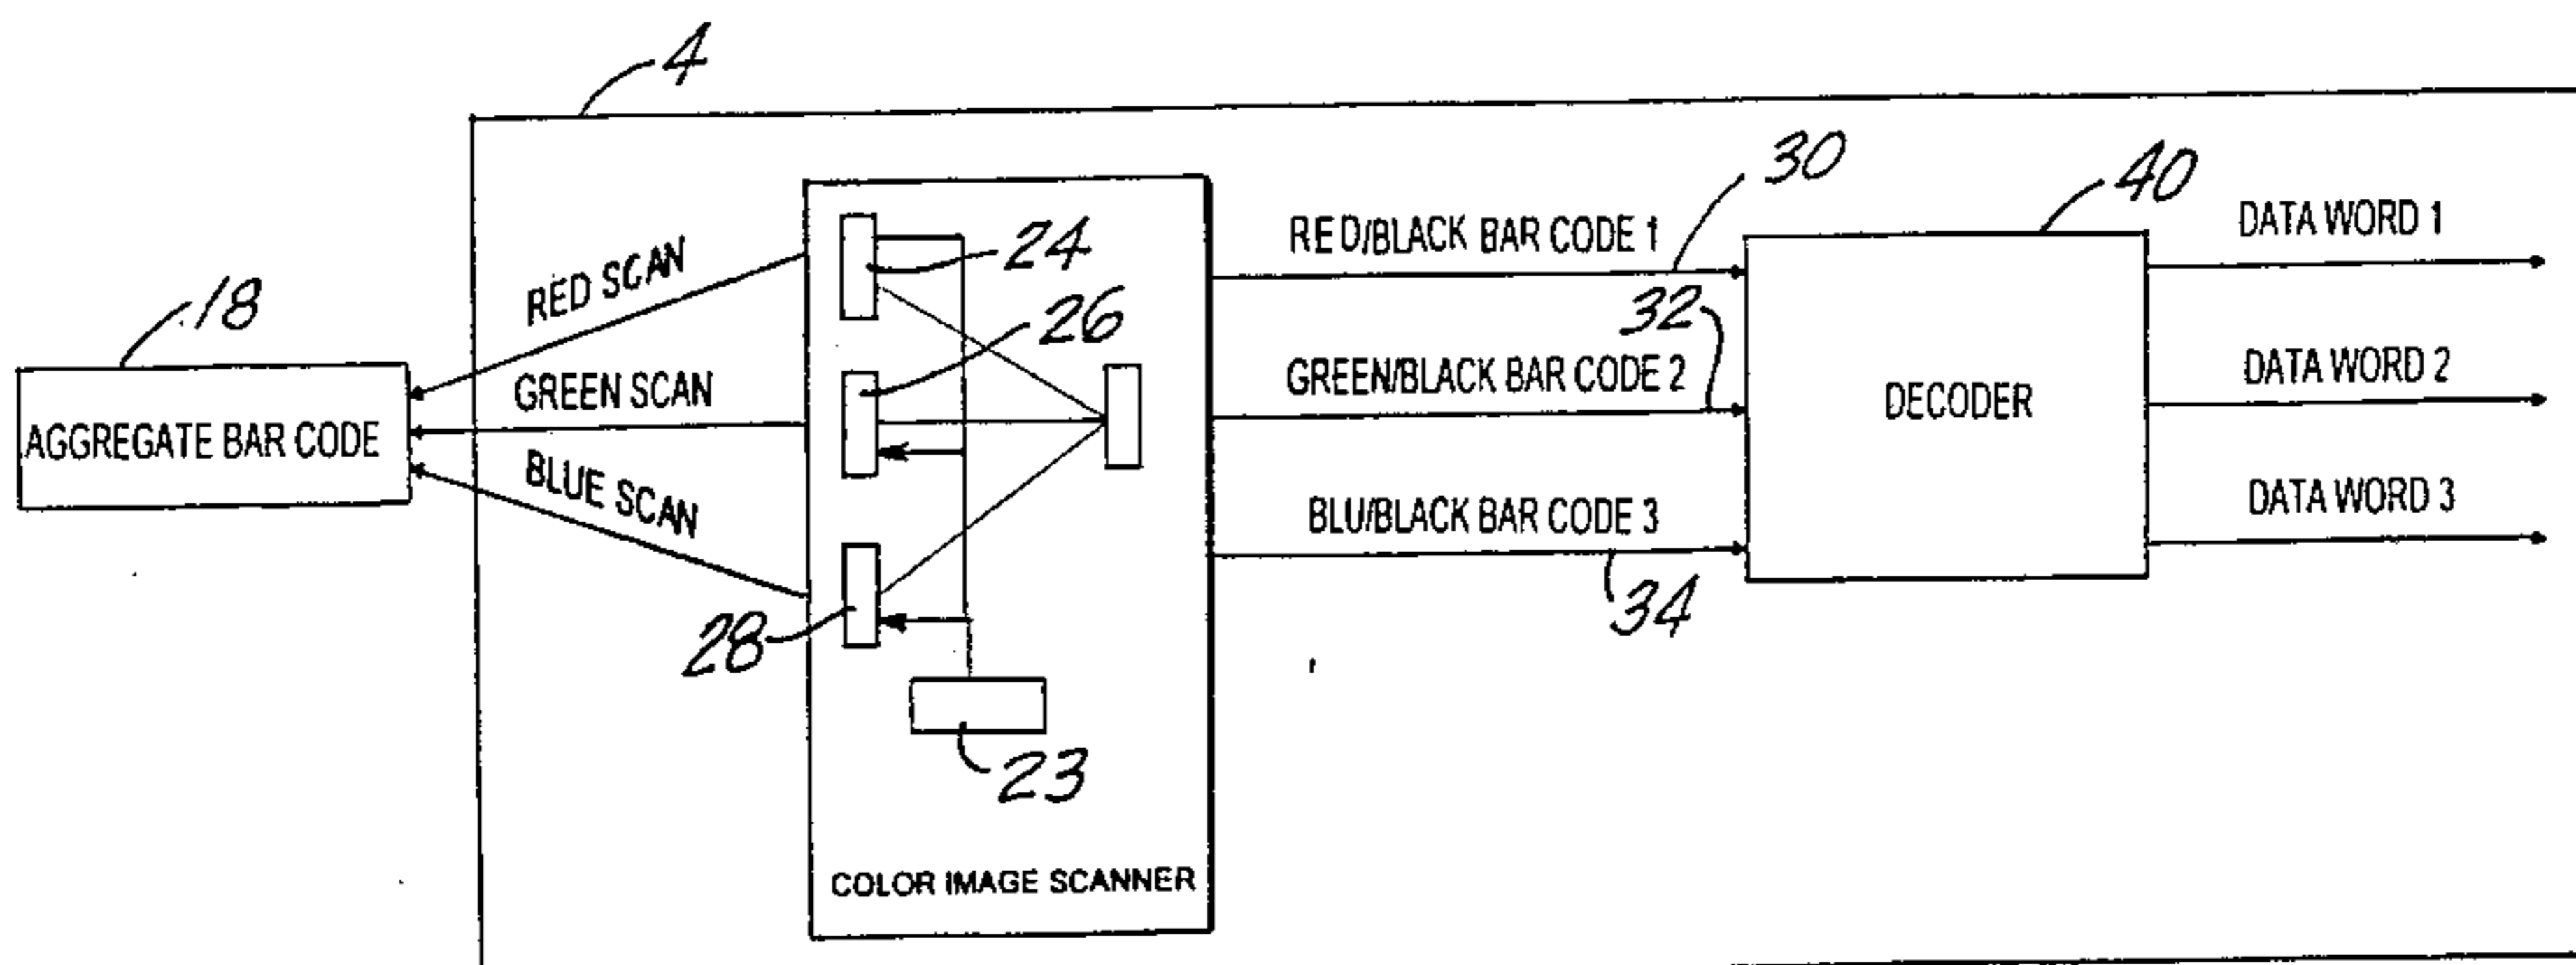 4
30
40
RED/BLACK BAR CODE 1
DATA WORD 1
24
RED SCAN
18
26
32
GREEN SCAN
GREEN/BLACK BAR CODE 2
DATA WORD 2
AGGREGATE BAR CODE
DECODER
BLUE SCAN
BLU/BLACK BAR CODE 3
DATA WORD 3
28
34
23
COLOR IMAGE SCANNER